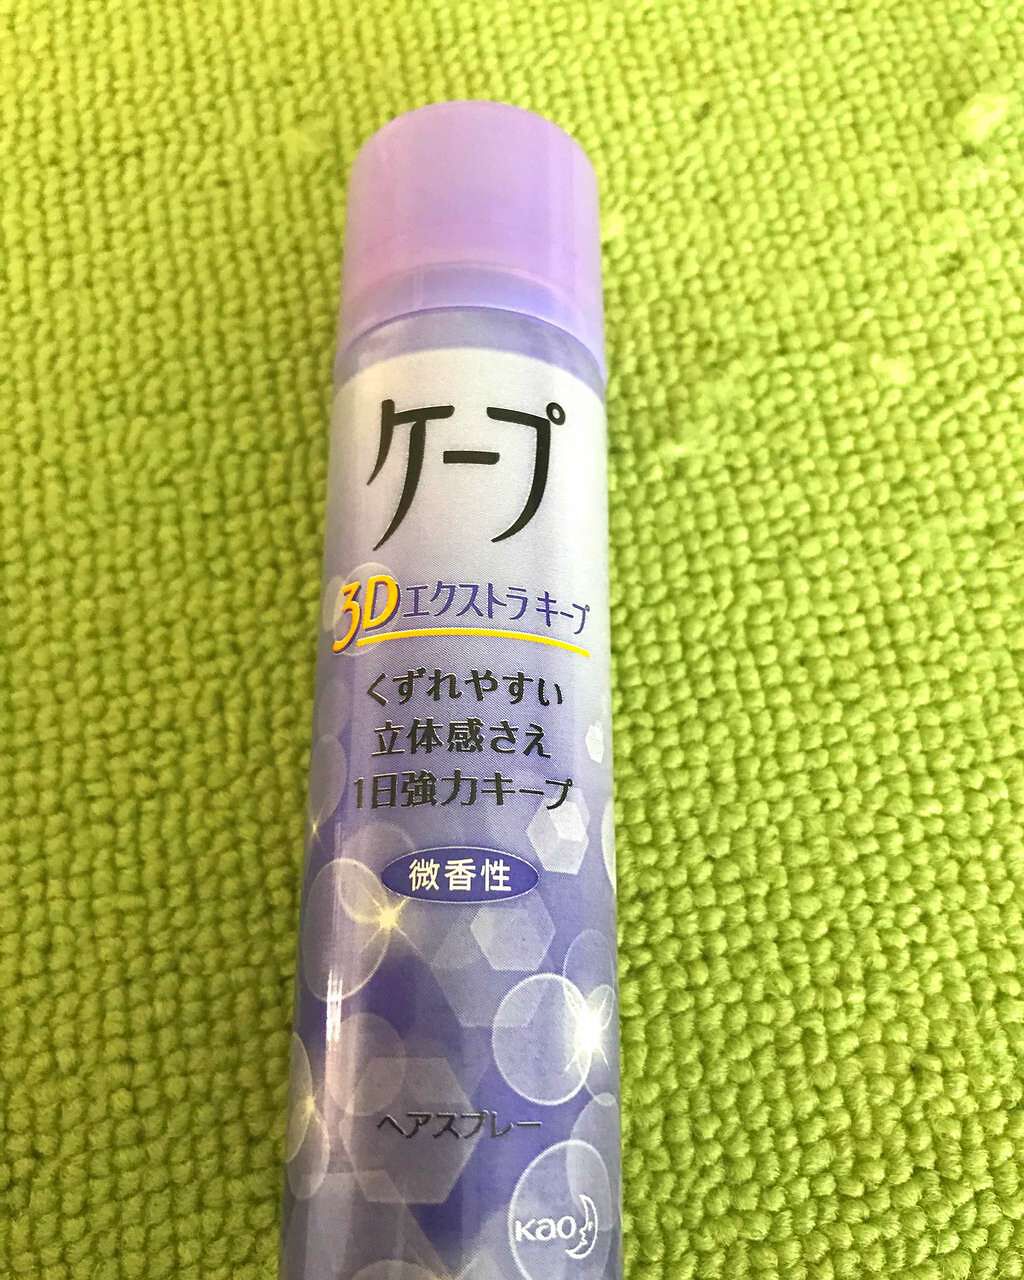 ケープ
3Dエクストラキープ
くずれやすい
立体感さえ
1日強力キープ
微香性
ヘアスプレー
Kao